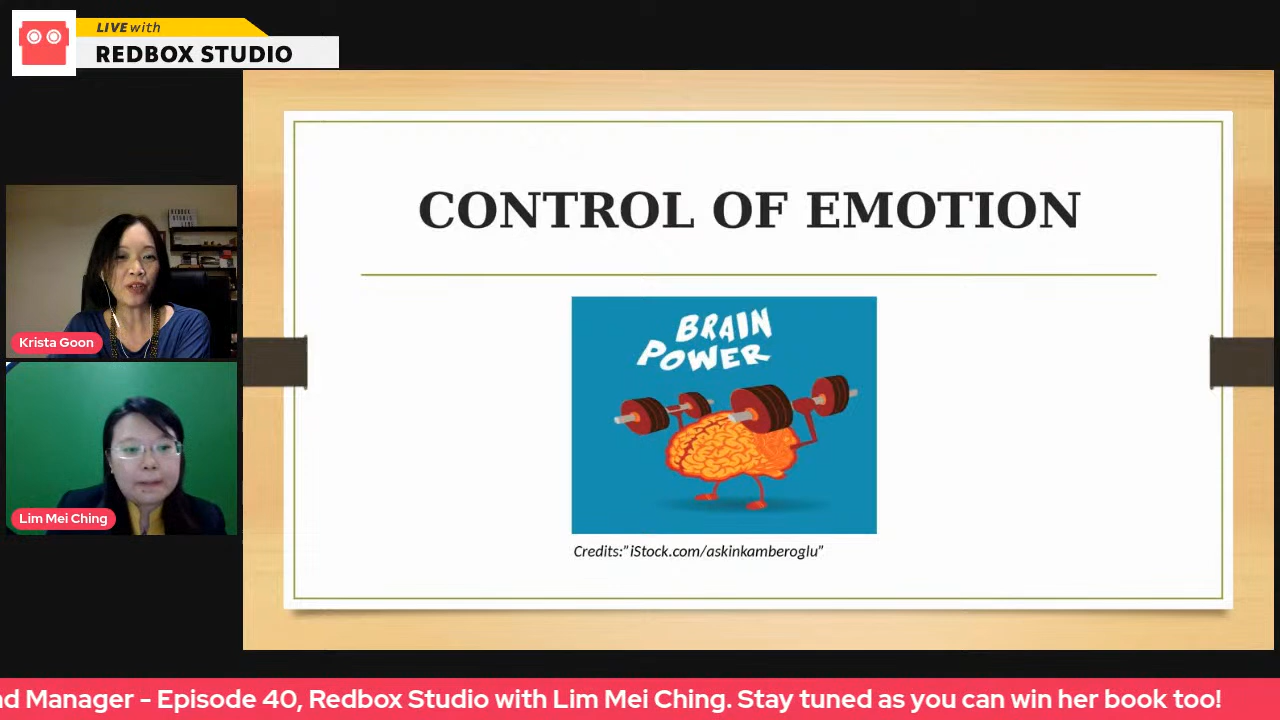 LIVE with
REDBOX STUDIO
CONTROL OF EMOTION
BRAIN
POWER
Krista Goon
Lim Mei Ching
Credits:"iStock.com/askinkamberoglu"
Manager - Episode 40, Redbox Studio with Lim Mei Ching. Stay tuned as you can win her book too!